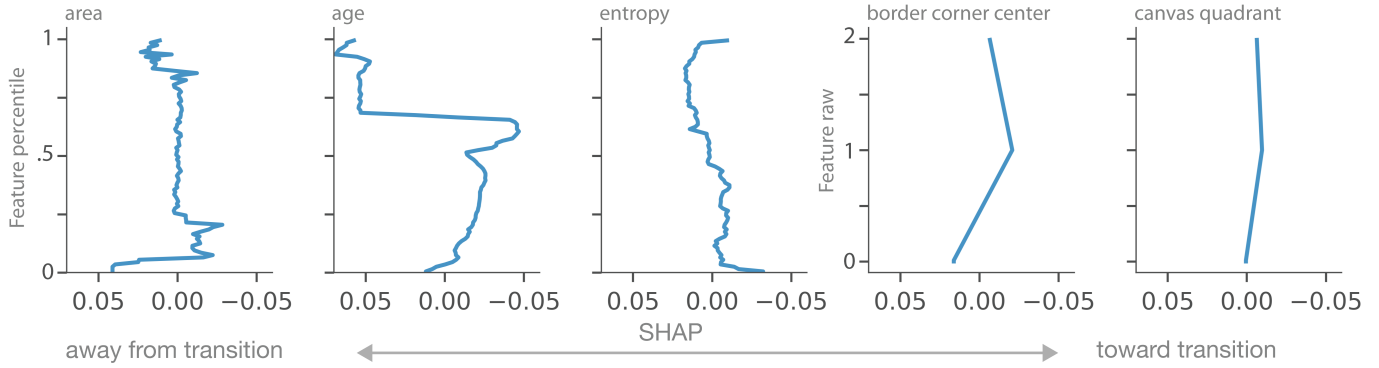 area
age
entropy
border corner center
canvas quadrant
Feature percentile
1
.5
0
Feature raw
2
1
0
0.05 0.00 −0.05
0.05 0.00 −0.05
0.05 0.00 −0.05
0.05 0.00 −0.05
0.05 0.00 −0.05
SHAP
away from transition
toward transition